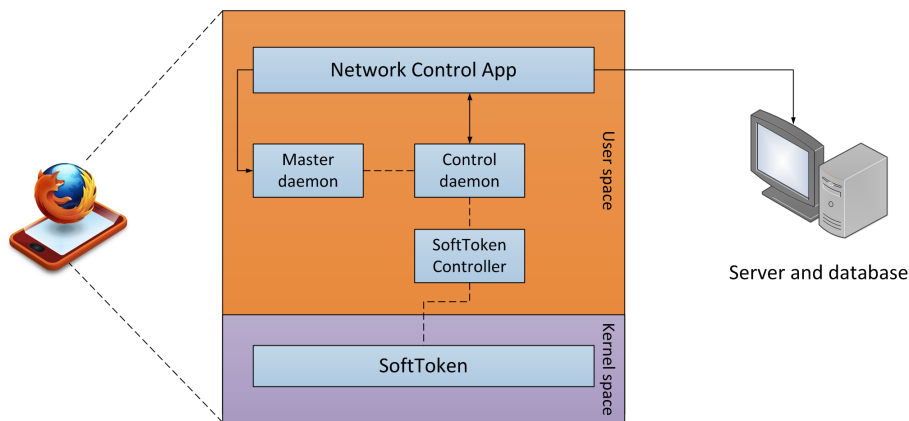 Network Control App
User space
Master
daemon
Control
daemon
SoftToken
Controller
Server and database
Kernel space
SoftToken